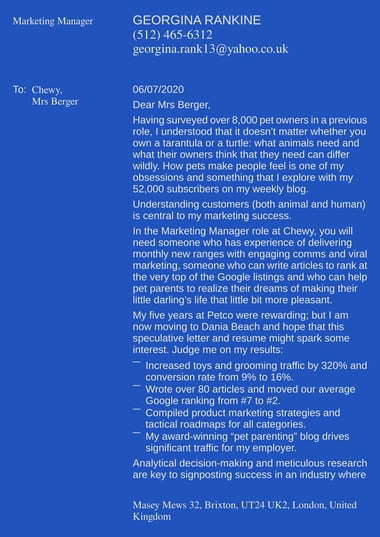 Marketing Manager
GEORGINA RANKINE
(512) 465-6312
georgina.rank13@yahoo.co.uk
To: Chewy,
Mrs Berger
06/07/2020
Dear Mrs Berger,
Having surveyed over 8,000 pet owners in a previous
role, I understood that it doesn’t matter whether you
own a tarantula or a turtle: what animals need and
what their owners think that they need can differ
wildly. How pets make people feel is one of my
obsessions and something that I explore with my
52,000 subscribers on my weekly blog.
Understanding customers (both animal and human)
is central to my marketing success.
In the Marketing Manager role at Chewy, you will
need someone who has experience of delivering
monthly new ranges with engaging comms and viral
marketing, someone who can write articles to rank at
the very top of the Google listings and who can help
pet parents to realize their dreams of making their
little darling’s life that little bit more pleasant.
My five years at Petco were rewarding; but I am
now moving to Dania Beach and hope that this
speculative letter and resume might spark some
interest. Judge me on my results:
— Increased toys and grooming traffic by 320% and
conversion rate from 9% to 16%.
— Wrote over 80 articles and moved our average
Google ranking from #7 to #2.
— Compiled product marketing strategies and
tactical roadmaps for all categories.
— My award-winning “pet parenting” blog drives
significant traffic for my employer.
Analytical decision-making and meticulous research
are key to signposting success in an industry where
Masey Mews 32, Brixton, UT24 UK2, London, United
Kingdom